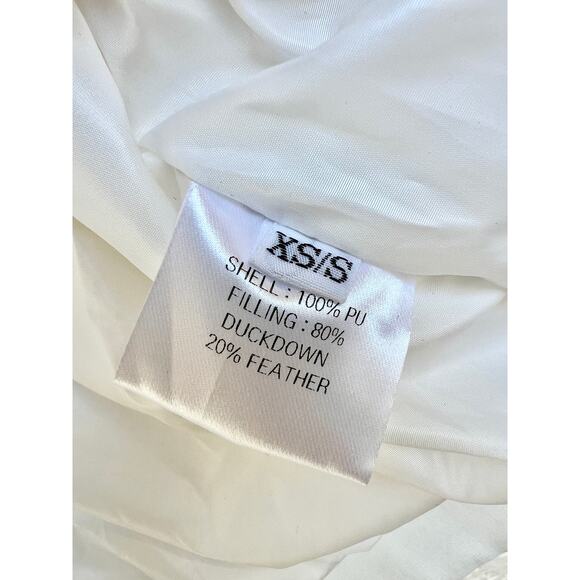 XS/S
SHELL : 100% PU
FILLING : 80%
DUCKDOWN
20% FEATHER